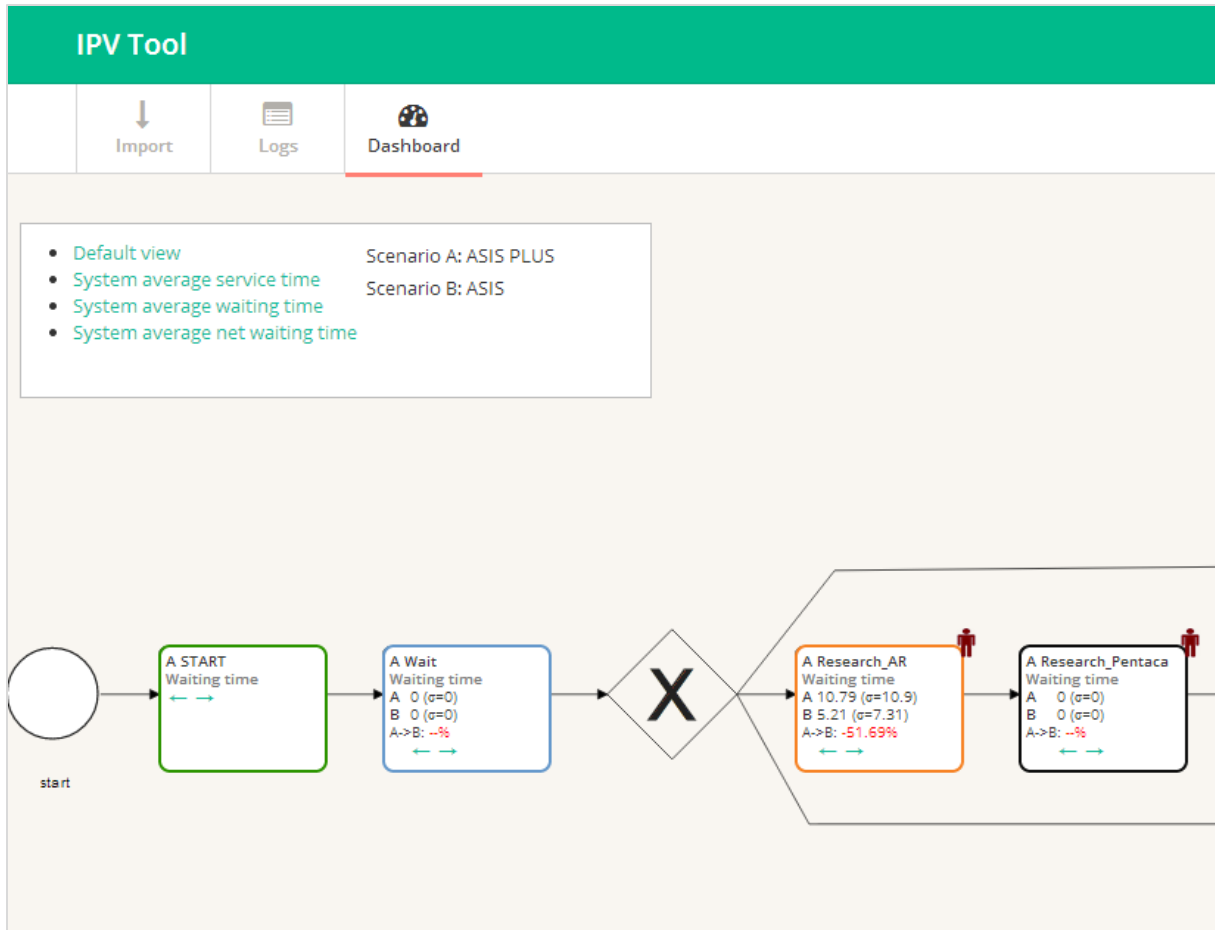 IPV Tool
Import
Logs
Dashboard
Default view
System average service time
System average waiting time
System average net waiting time
Scenario A: ASIS PLUS
Scenario B: ASIS
start
A START
Waiting time
← →
A Wait
Waiting time
A 0 (σ=0)
B 0 (σ=0)
A->B: --%
← →
X
A Research_AR
Waiting time
A 10.79 (σ=10.9)
B 5.21 (σ=7.31)
A->B: -51.69%
← →
A Research_Pentaca
Waiting time
A 0 (σ=0)
B 0 (σ=0)
A->B: --%
← →